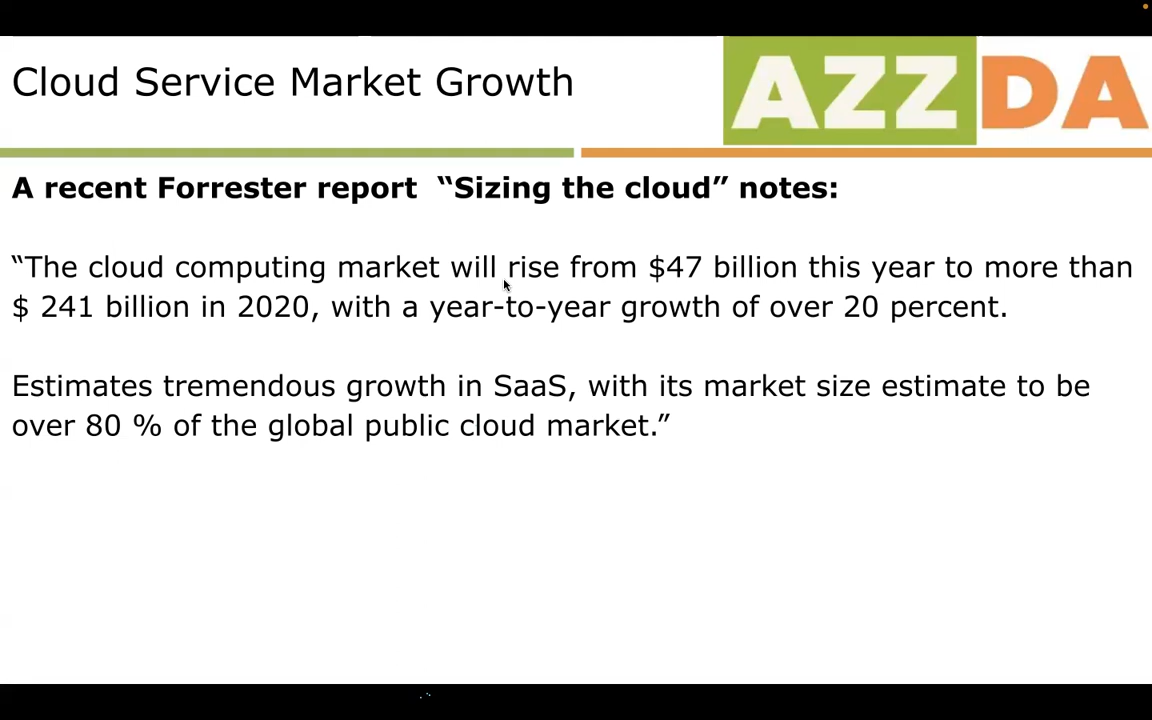 Cloud Service Market Growth
AZZDA
A recent Forrester report “Sizing the cloud” notes:
“The cloud computing market will rise from $47 billion this year to more than
$ 241 billion in 2020, with a year-to-year growth of over 20 percent.
Estimates tremendous growth in SaaS, with its market size estimate to be
over 80 % of the global public cloud market.”